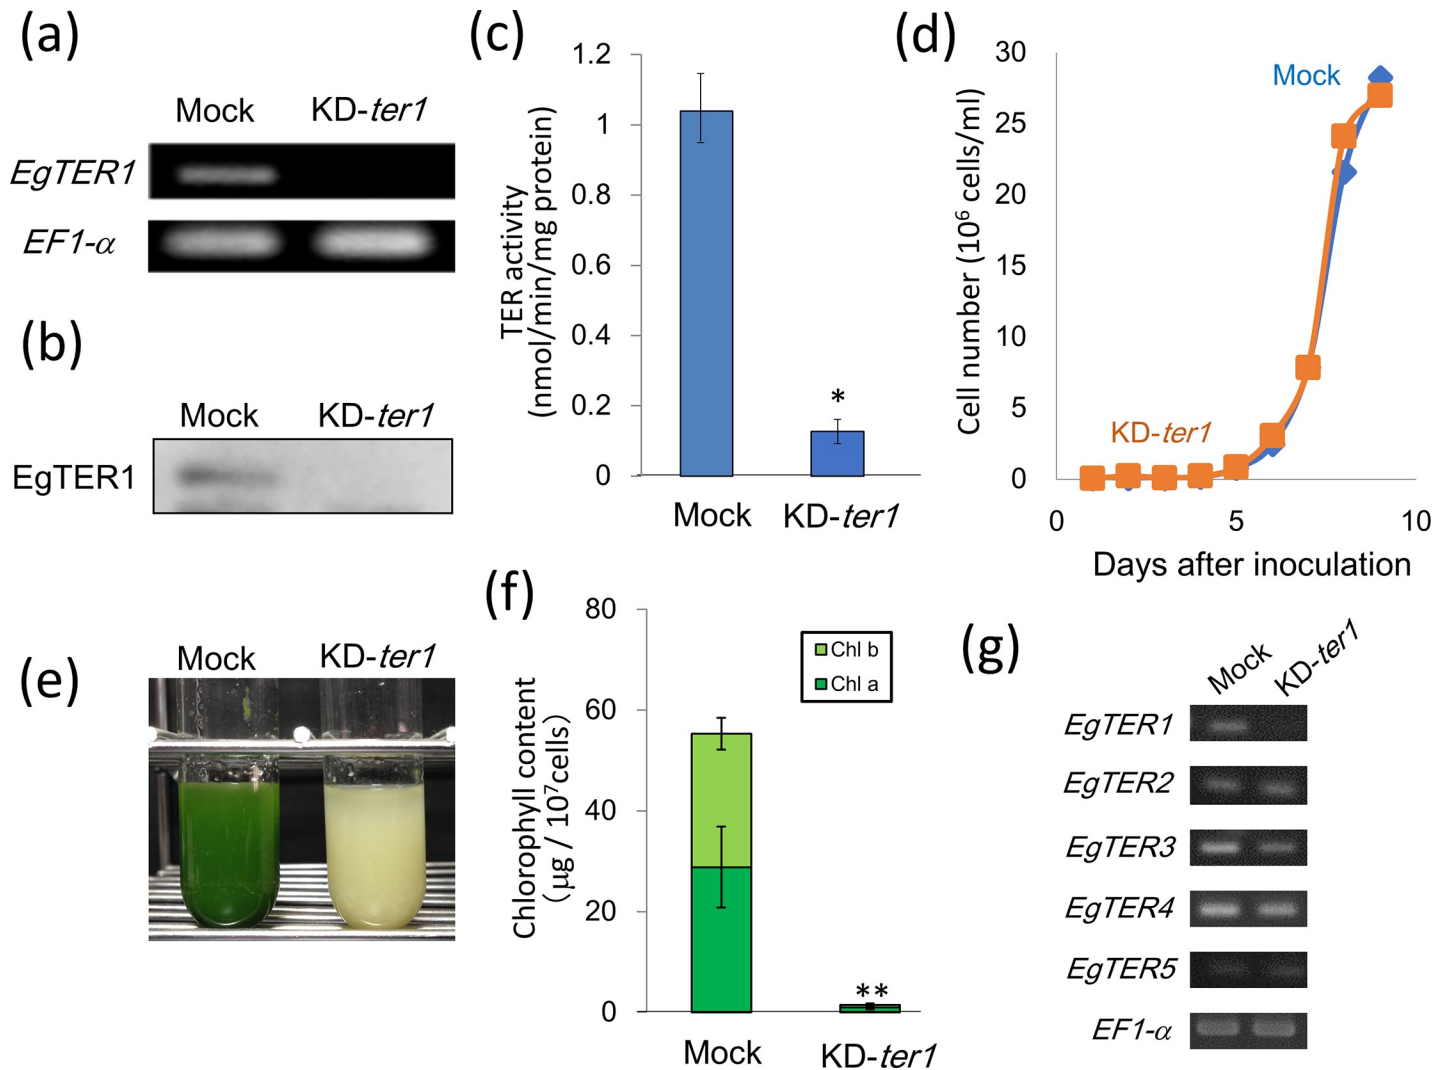 (a)
Mock KD-ter1
EgTER1
EF1-α
(b)
Mock KD-ter1
EgTER1
(c)
TER activity
(nmol/min/mg protein)
1.2
1
0.8
0.6
0.4
0.2
0
*
Mock KD-ter1
(d)
Cell number (10⁶ cells/ml)
30
25
20
15
10
5
0
Mock
KD-ter1
0 5 10
Days after inoculation
(e)
Mock KD-ter1
(f)
Chlorophyll content
(μg / 10⁷cells)
80
60
40
20
0
Chl b
Chl a
**
Mock KD-ter1
(g)
Mock KD-ter1
EgTER1
EgTER2
EgTER3
EgTER4
EgTER5
EF1-α